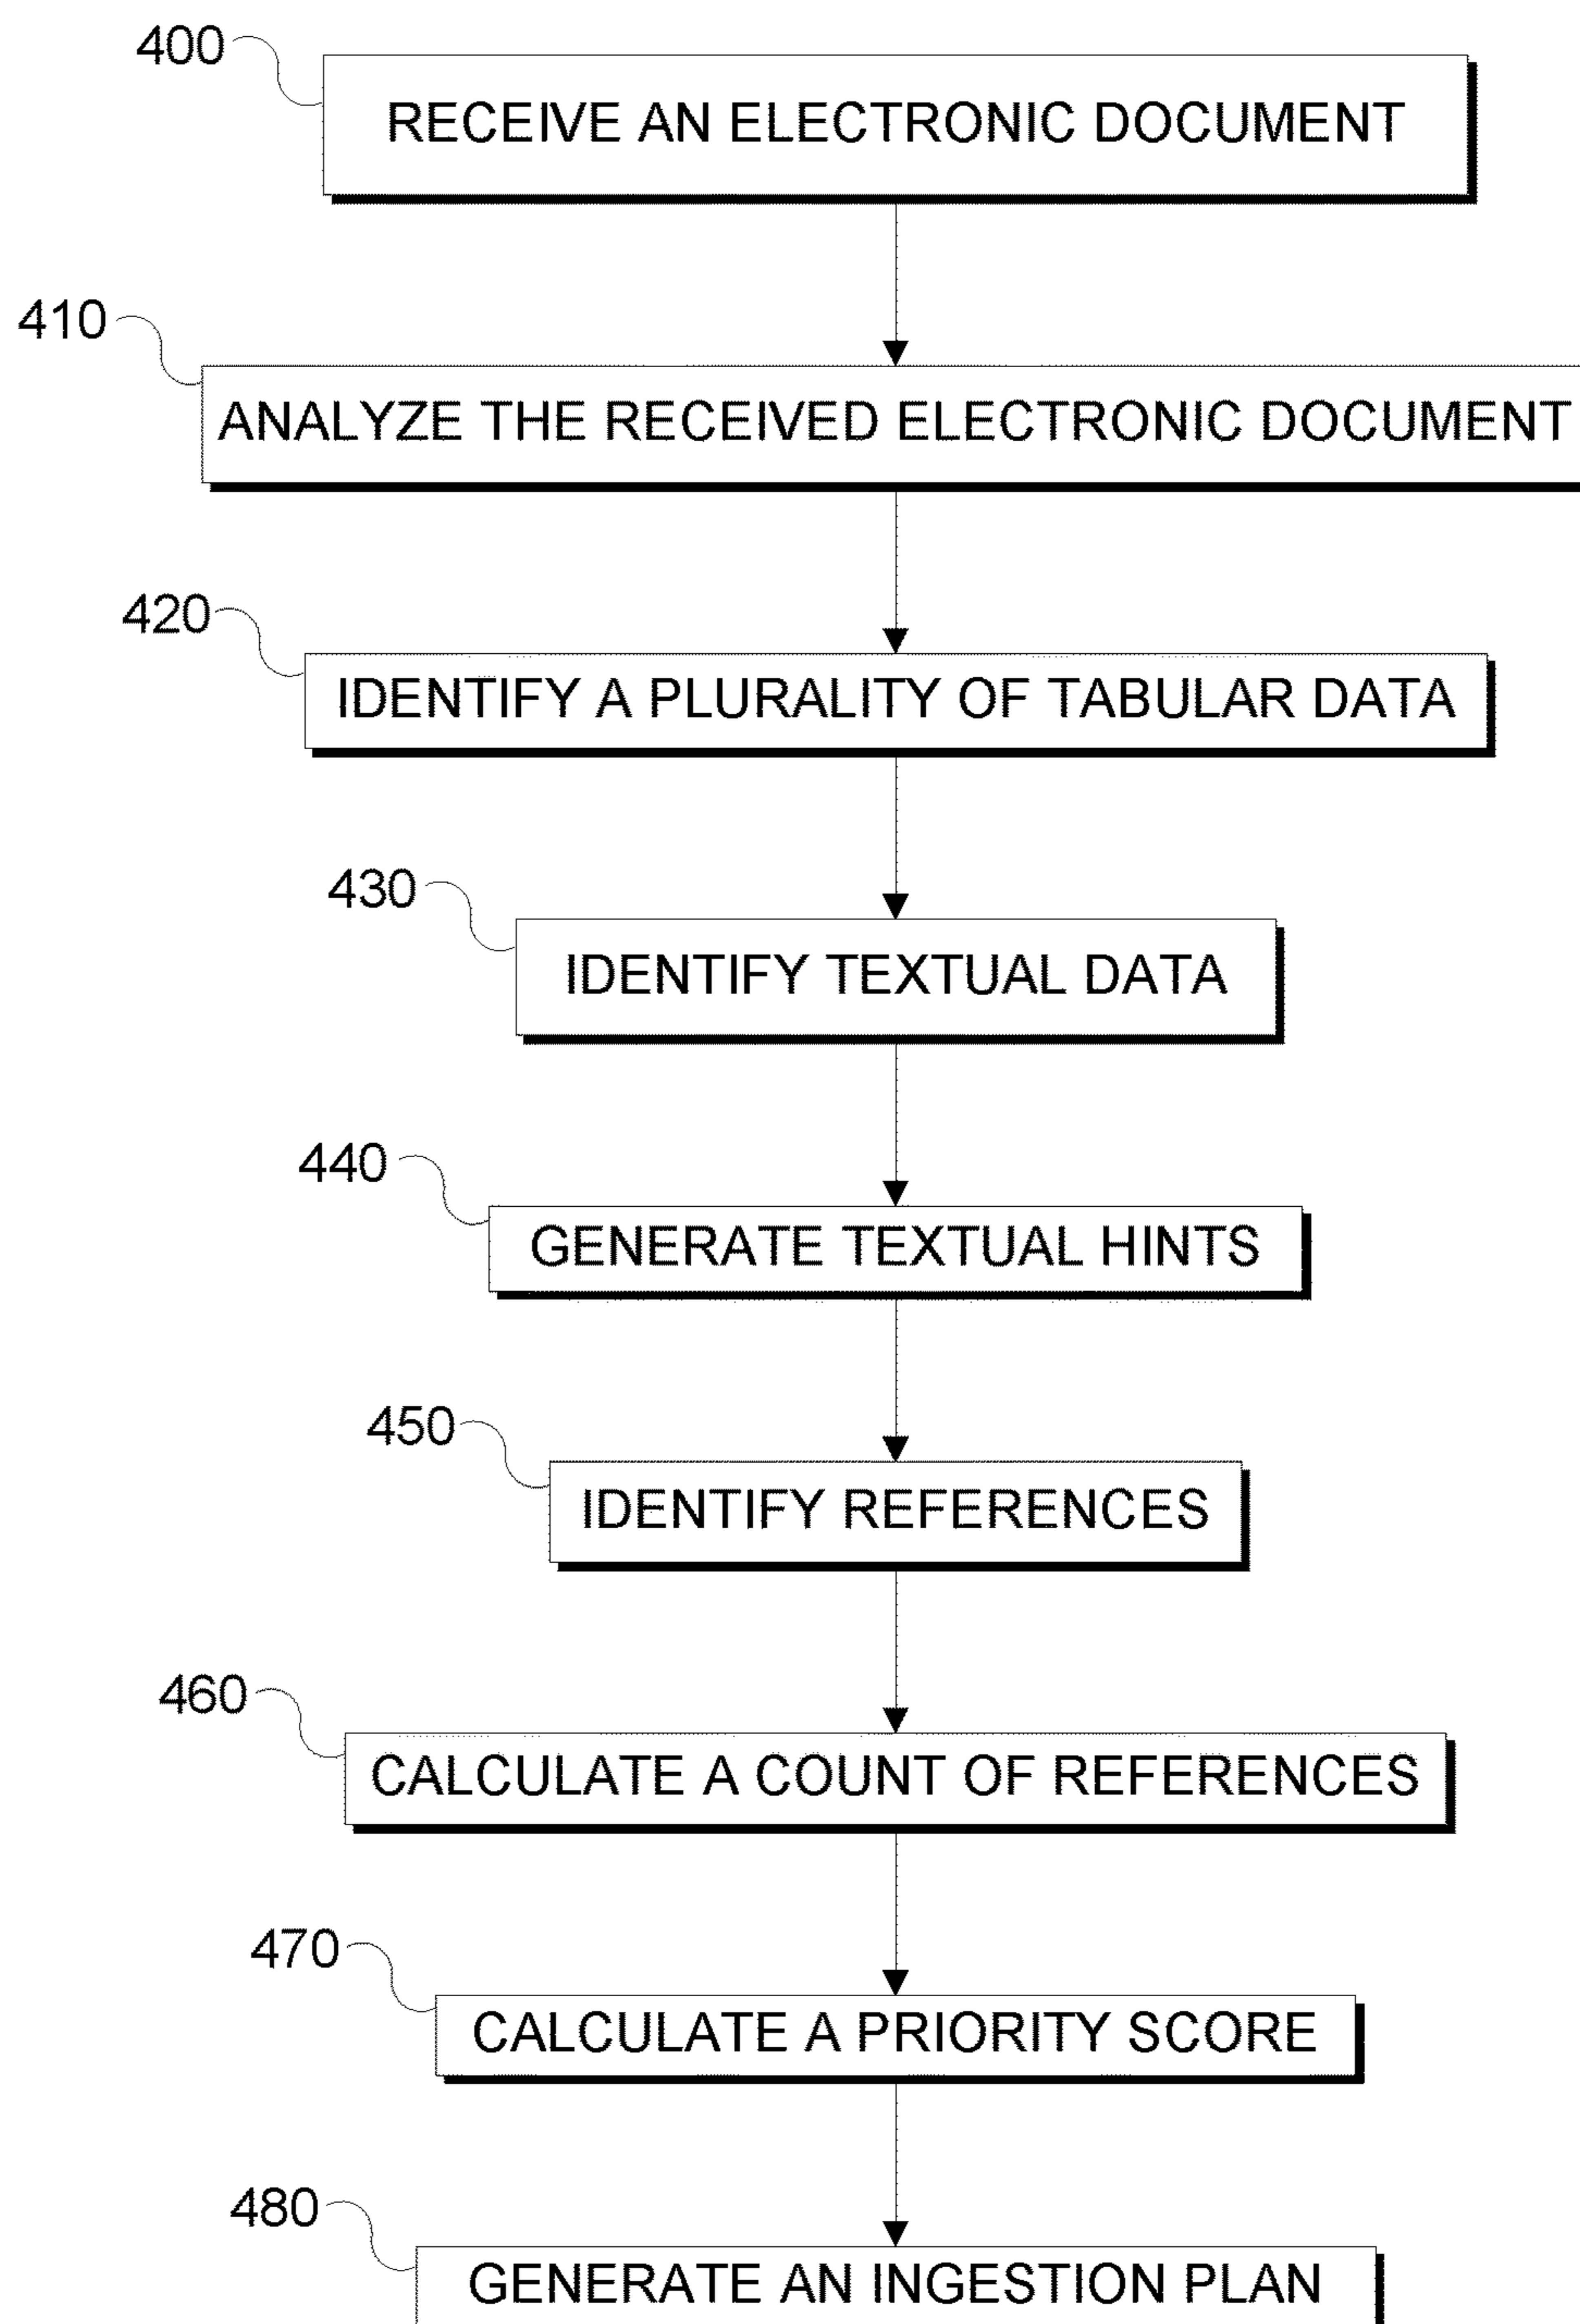 400
RECEIVE AN ELECTRONIC DOCUMENT
410
ANALYZE THE RECEIVED ELECTRONIC DOCUMENT
420
IDENTIFY A PLURALITY OF TABULAR DATA
430
IDENTIFY TEXTUAL DATA
440
GENERATE TEXTUAL HINTS
450
IDENTIFY REFERENCES
460
CALCULATE A COUNT OF REFERENCES
470
CALCULATE A PRIORITY SCORE
480
GENERATE AN INGESTION PLAN